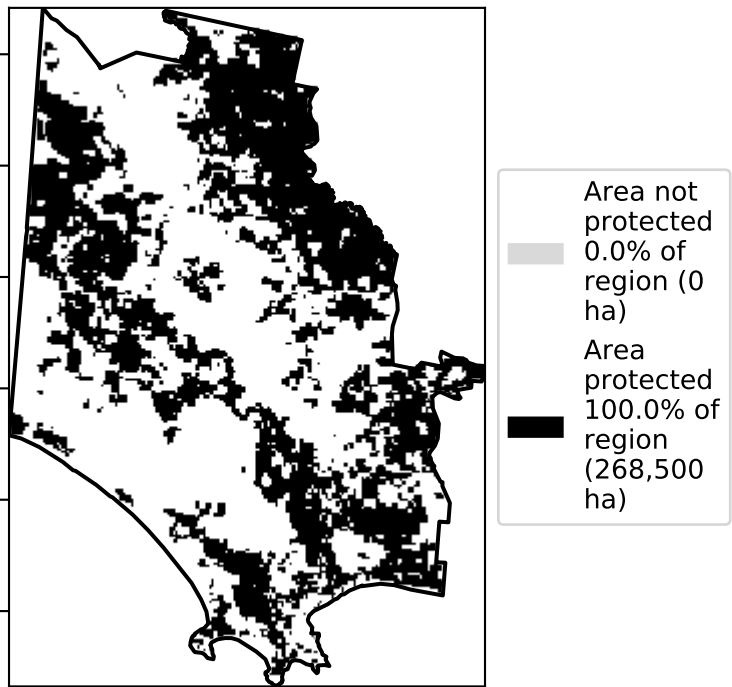 Area not
protected
0.0% of
region (0
ha)
Area
protected
100.0% of
region
(268,500
ha)